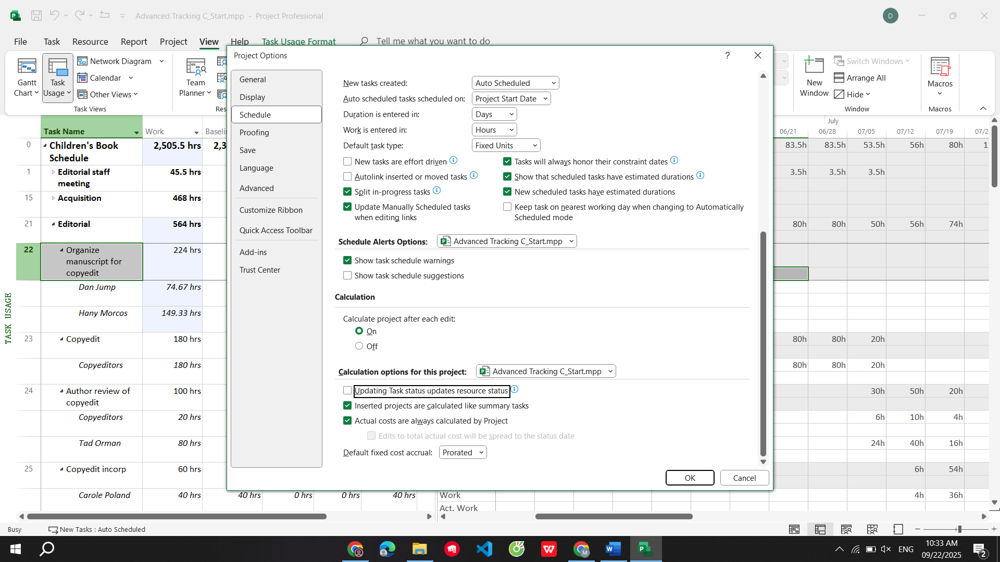 Advanced Tracking C_Start.mpp - Project Professional
D
File Task Resource Report Project View Help Task Usage Format Tell me what you want to do
Gantt Chart
Task Usage
Network Diagram
Calendar
Other Views
Task Views
Team Planner
Res
New Window
Switch Windows
Arrange All
Hide
Window
Macros
Macros
Project Options
?
General
Display
Schedule
Proofing
Save
Language
Advanced
Customize Ribbon
Quick Access Toolbar
Add-ins
Trust Center
New tasks created: Auto Scheduled
Auto scheduled tasks scheduled on: Project Start Date
Duration is entered in: Days
Work is entered in: Hours
Default task type: Fixed Units
New tasks are effort driven
Tasks will always honor their constraint dates
Autolink inserted or moved tasks
Show that scheduled tasks have estimated durations
Split in-progress tasks
New scheduled tasks have estimated durations
Update Manually Scheduled tasks
when editing links
Keep task on nearest working day when changing to Automatically
Scheduled mode
Schedule Alerts Options: Advanced Tracking C_Start.mpp
Show task schedule warnings
Show task schedule suggestions
Calculation
Calculate project after each edit:
On
Off
Calculation options for this project: Advanced Tracking C_Start.mpp
Updating Task status updates resource status
Inserted projects are calculated like summary tasks
Actual costs are always calculated by Project
Edits to total actual cost will be spread to the status date
Default fixed cost accrual: Prorated
OK Cancel
TASK USAGE
Task Name Work
0 Children's Book Schedule 2,505.5 hrs
1 Editorial staff meeting 45.5 hrs
15 Acquisition 468 hrs
21 Editorial 564 hrs
22 Organize manuscript for copyedit 224 hrs
Dan Jump 74.67 hrs
Hany Morcos 149.33 hrs
23 Copyedit 180 hrs
Copyeditors 180 hrs
24 Author review of copyedit 100 hrs
Copyeditors 20 hrs
Tad Orman 80 hrs
25 Copyedit incorp 60 hrs
Carole Poland 40 hrs 40 hrs 0 hrs 0 hrs 40 hrs
July
06/21 06/28 07/05 07/12 07/19
83.5h 83.5h 53.5h 56h 80h
3.5h 3.5h 3.5h
80h 80h 50h 56h 74h
80h 80h 20h
80h 80h 20h
30h 50h 20h
6h 10h 4h
24h 40h 16h
6h 54h
Work 4h 36h
Act. Work
Busy New Tasks : Auto Scheduled
ENG
10:33 AM
09/22/2025
2